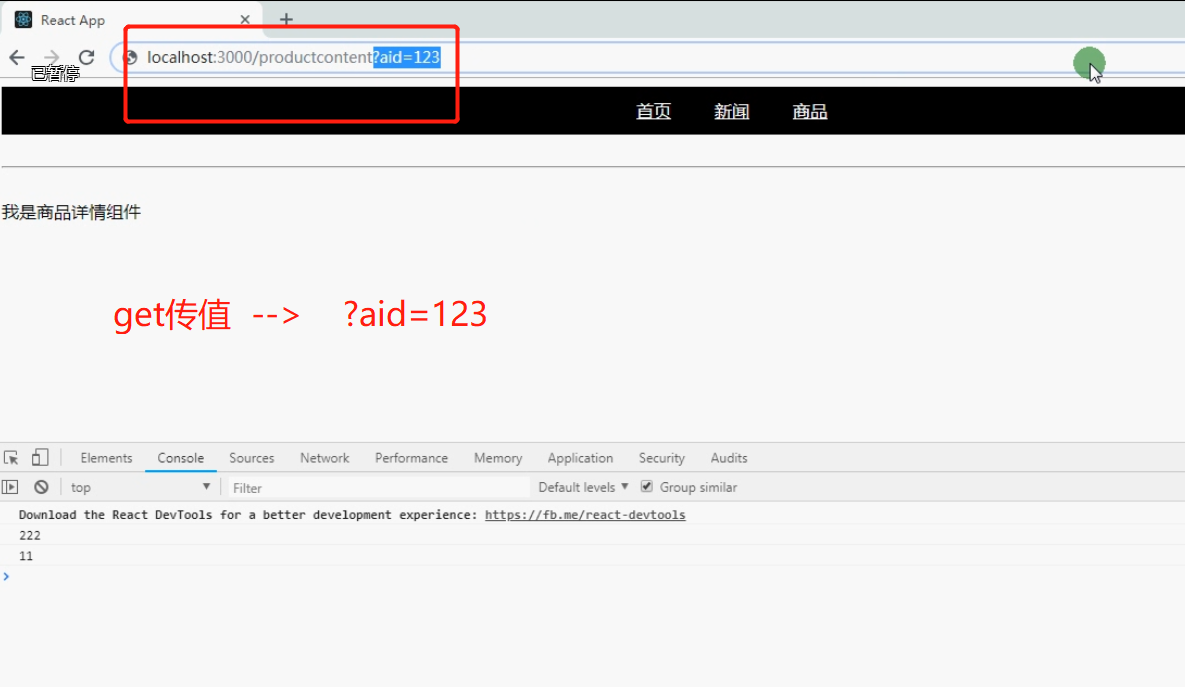 React App
localhost:3000/productcontent?aid=123
已暂停
首页 新闻 商品
我是商品详情组件
get传值 --> ?aid=123
Elements Console Sources Network Performance Memory Application Security Audits
top Filter Default levels Group similar
Download the React DevTools for a better development experience: https://fb.me/react-devtools
222
11